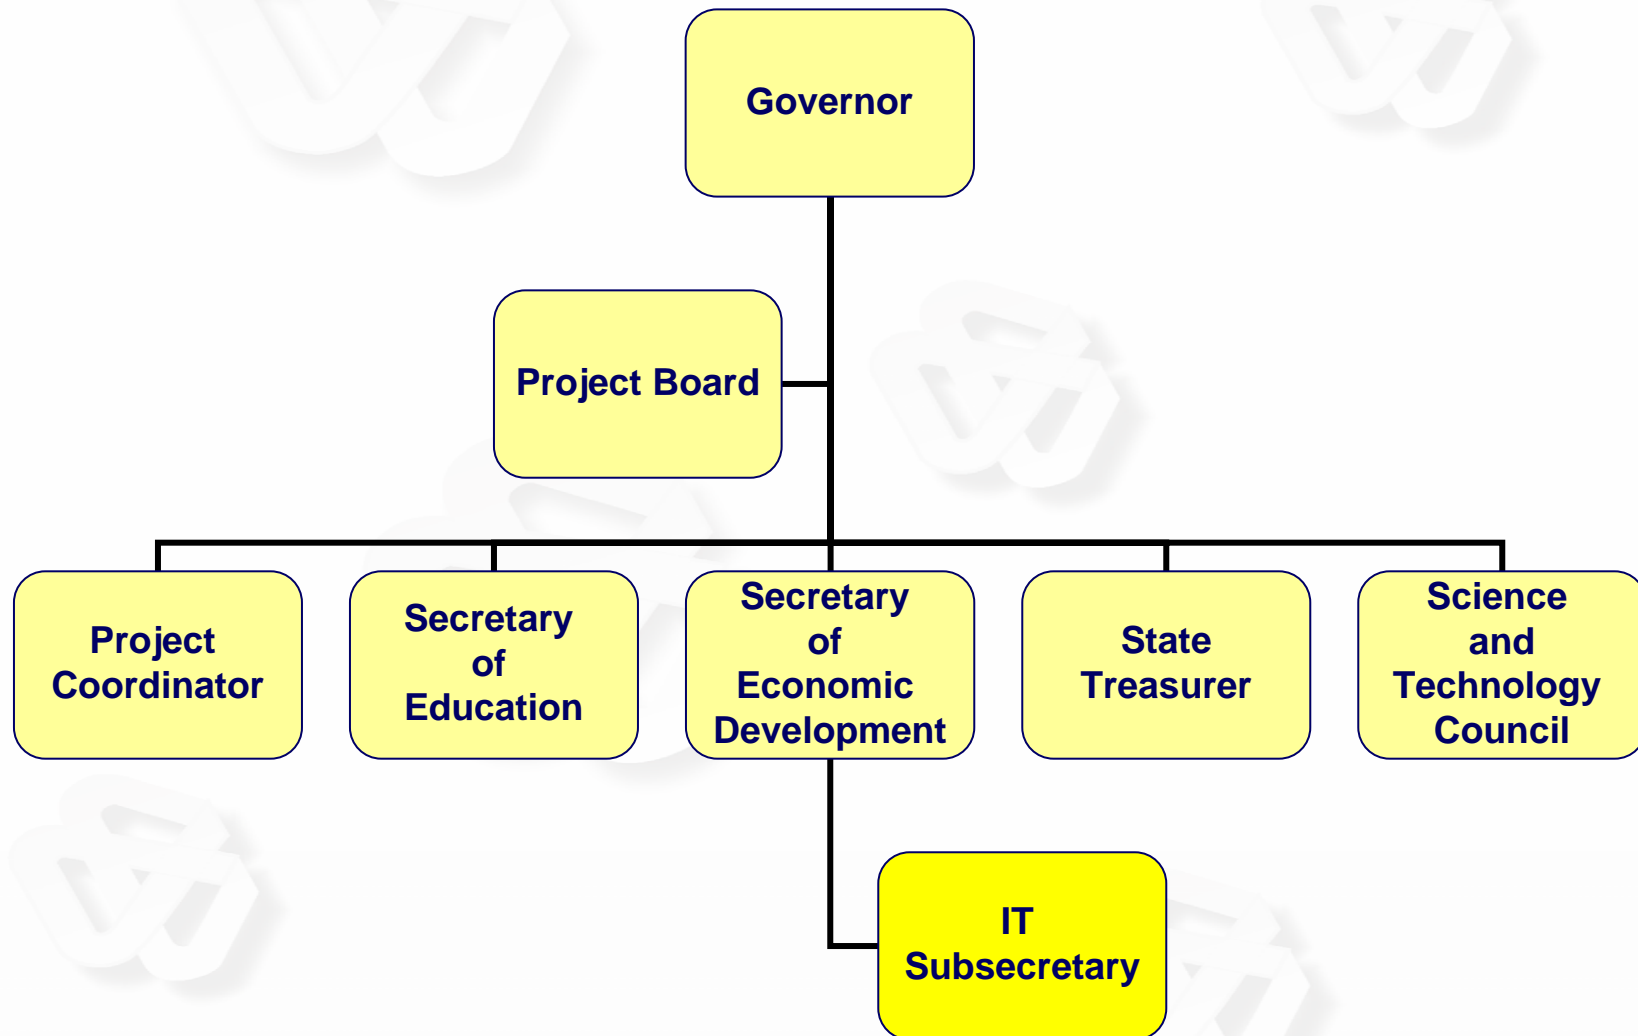 Governor
Project Board
Project
Coordinator
Secretary
of
Education
Secretary
of
Economic
Development
State
Treasurer
Science
and
Technology
Council
IT
Subsecretary